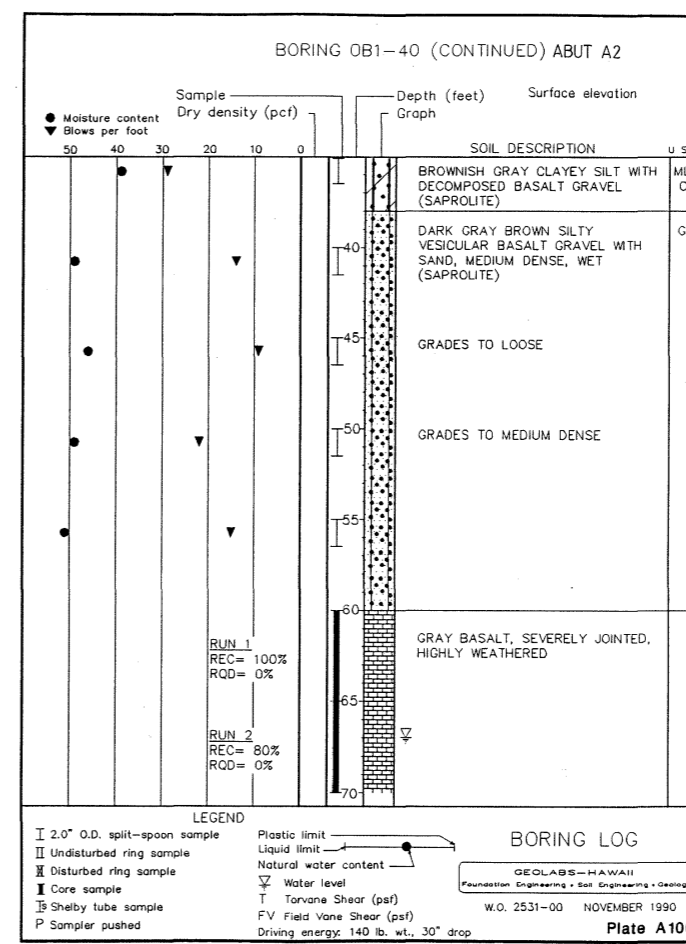 BORING OB1-40 (CONTINUED) ABUT A2
Sample
Depth (feet)
Surface elevation
● Moisture content
Dry density (pcf)
Graph
▼ Blows per foot
50 40 30 20 10 0
SOIL DESCRIPTION
U S
BROWNISH GRAY CLAYEY SILT WITH
DECOMPOSED BASALT GRAVEL
(SAPROLITE)
DARK GRAY BROWN SILTY
G
40
VESICULAR BASALT GRAVEL WITH
SAND, MEDIUM DENSE, WET
(SAPROLITE)
45
GRADES TO LOOSE
50
GRADES TO MEDIUM DENSE
55
60
RUN 1
REC= 100%
RQD= 0%
GRAY BASALT, SEVERELY JOINTED,
HIGHLY WEATHERED
65
RUN 2
REC= 80%
RQD= 0%
70
LEGEND
2.0" O.D. split-spoon sample
Undisturbed ring sample
Disturbed ring sample
Core sample
Shelby tube sample
P Sampler pushed
Plastic limit
Liquid limit
Natural water content
Water level
T Torvane Shear (psf)
FV Field Vane Shear (psf)
Driving energy: 140 lb. wt., 30" drop
BORING LOG
GEOLABS-HAWAII
Foundation Engineering • Soil Engineering • Geolog
W.O. 2531-00 NOVEMBER 1990
Plate A10